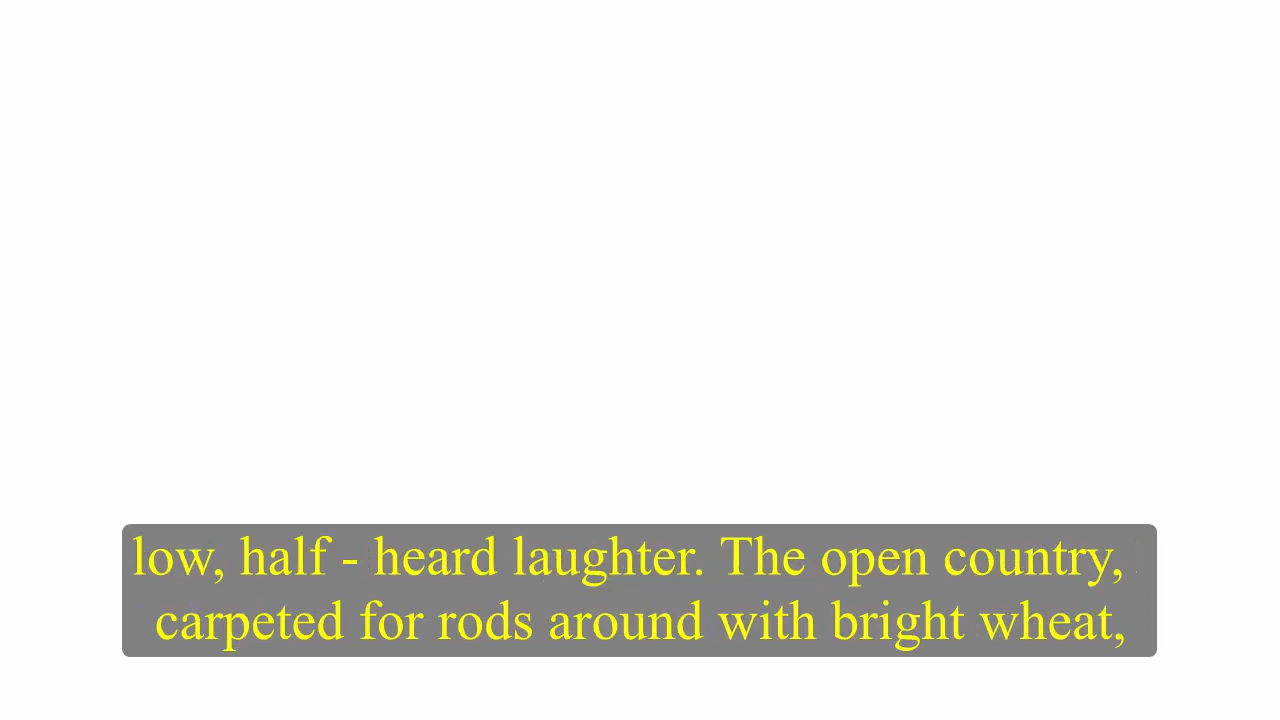 low, half - heard laughter. The open country,
carpeted for rods around with bright wheat,